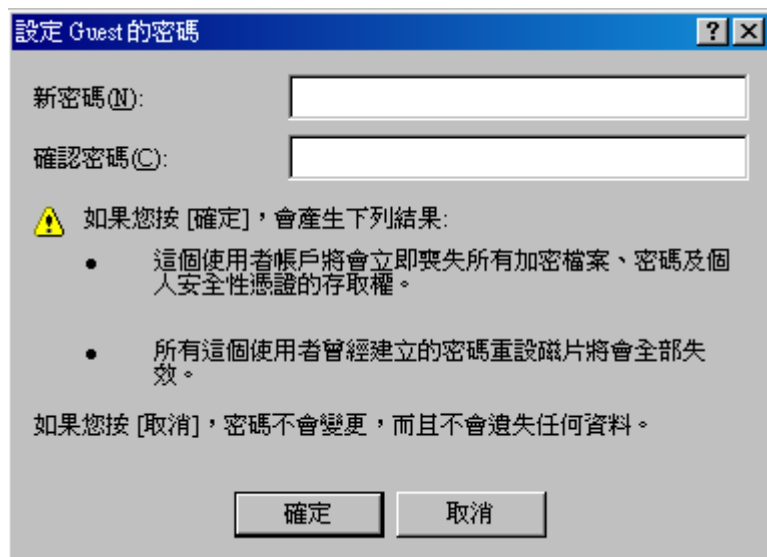 設定 Guest 的密碼
新密碼(N):
確認密碼(C):
如果您按 [確定]，會產生下列結果:
● 這個使用者帳戶將會立即喪失所有加密檔案、密碼及個
人安全性憑證的存取權。
● 所有這個使用者曾經建立的密碼重設磁片將會全部失
效。
如果您按 [取消]，密碼不會變更，而且不會遺失任何資料。
確定
取消